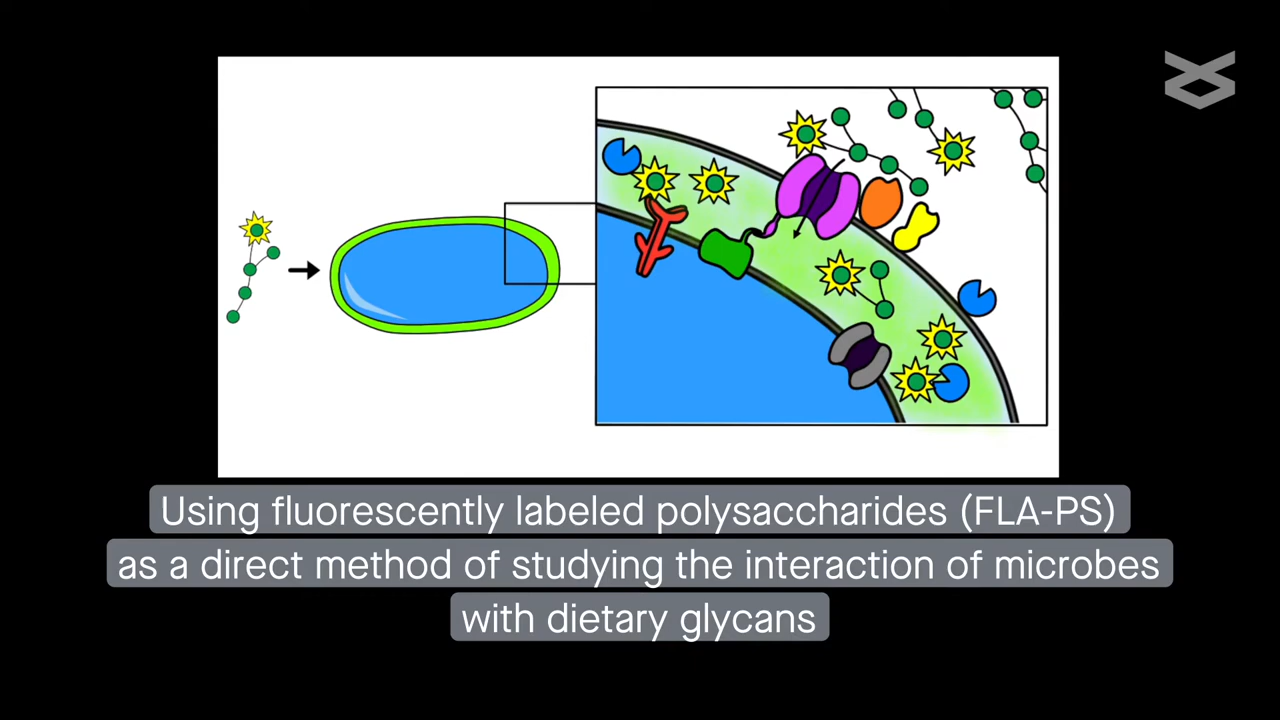 Using fluorescently labeled polysaccharides (FLA-PS)
as a direct method of studying the interaction of microbes
with dietary glycans